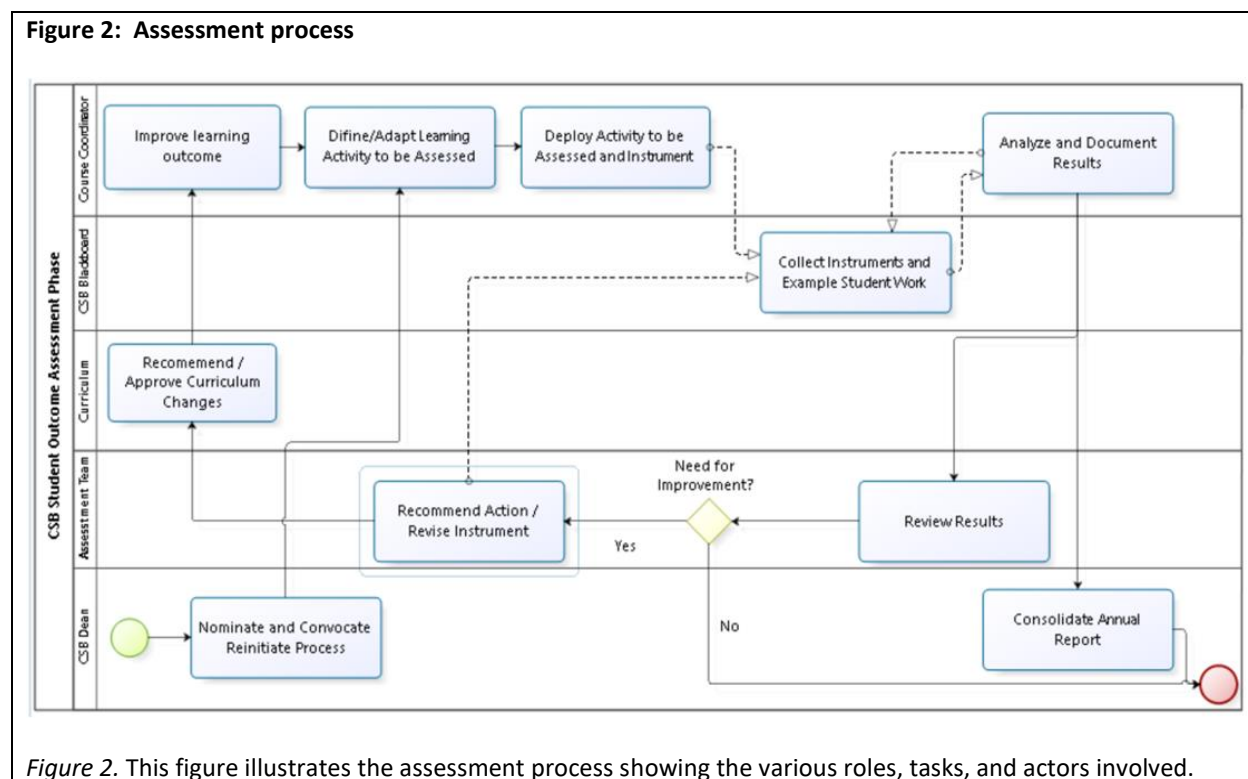 Figure 2:  Assessment process
CSB Student Outcome Assessment Phase
Course Coordinator
Improve learning
outcome
Difine/Adapt Learning
Activity to be Assessed
Deploy Activity to be
Assessed and Instrument
Analyze and Document
Results
CSB Blackboard
Collect Instruments and
Example Student Work
Curriculum
Recomemend /
Approve Curriculum
Changes
Assesstment Team
Recommend Action /
Revise Instrument
Yes
Need for
Improvement?
Review Results
CSB Dean
Nominate and Convocate
Reinitiate Process
No
Consolidate Annual
Report
Figure 2. This figure illustrates the assessment process showing the various roles, tasks, and actors involved.